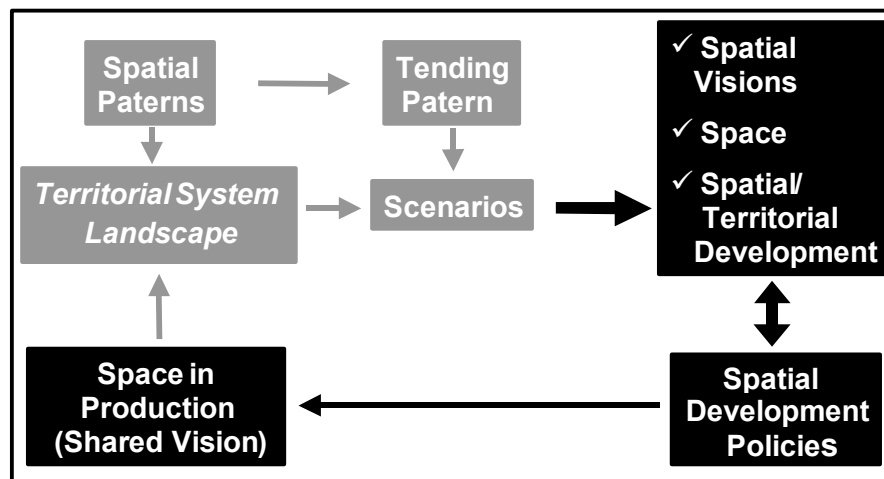 Spatial
Paterns
Tending
Patern
✓ Spatial
Visions
✓ Space
✓ Spatial/
Territorial
Development
Territorial System
Landscape
Scenarios
Space in
Production
(Shared Vision)
Spatial
Development
Policies